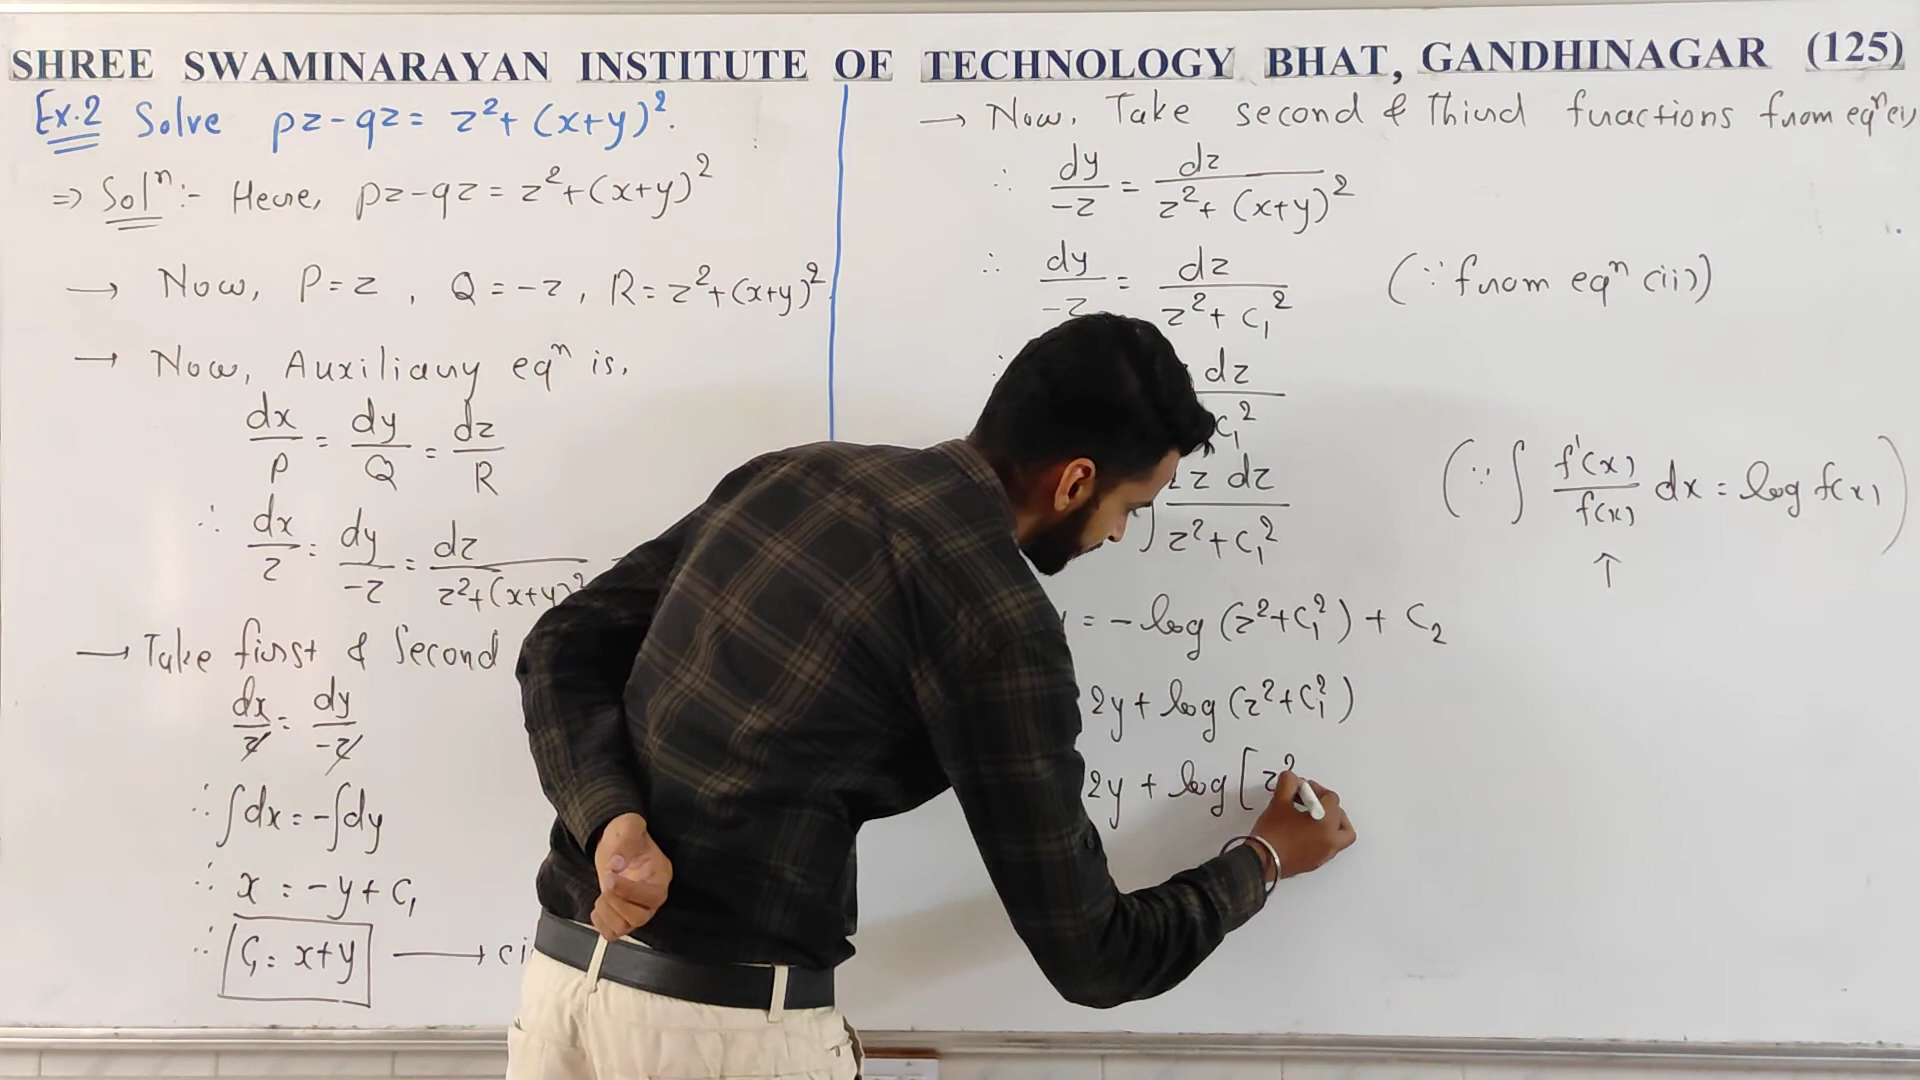 SHREE SWAMINARAYAN INSTITUTE OF TECHNOLOGY BHAT, GANDHINAGAR (125)
Ex.2 Solve pz-qz = z²+(x+y)².
⇒ Solⁿ:- Here, pz-qz = z²+(x+y)²
→ Now, P=z , Q=-z, R=z²+(x+y)²
→ Now, Auxiliary eqⁿ is,
dx/P = dy/Q = dz/R
∴ dx/z = dy/-z = dz/z²+(x+y)²
→ Take first & Second
dx/z = dy/-z
∴ ∫dx = -∫dy
∴ x = -y+C₁
∴ C₁ = x+y →
→ Now, Take second & third fractions from eqⁿ (i)
∴ dy/-z = dz/z²+(x+y)²
∴ dy/-z = dz/z²+C₁² (∵ from eqⁿ (ii))
∴ dz
C₁²
∫ 2z dz/z²+C₁² (∵ ∫ f'(x)/f(x) dx = log f(x))
↑
= -log (z²+C₁²) + C₂
2y + log (z²+C₁²)
2y + log [z²